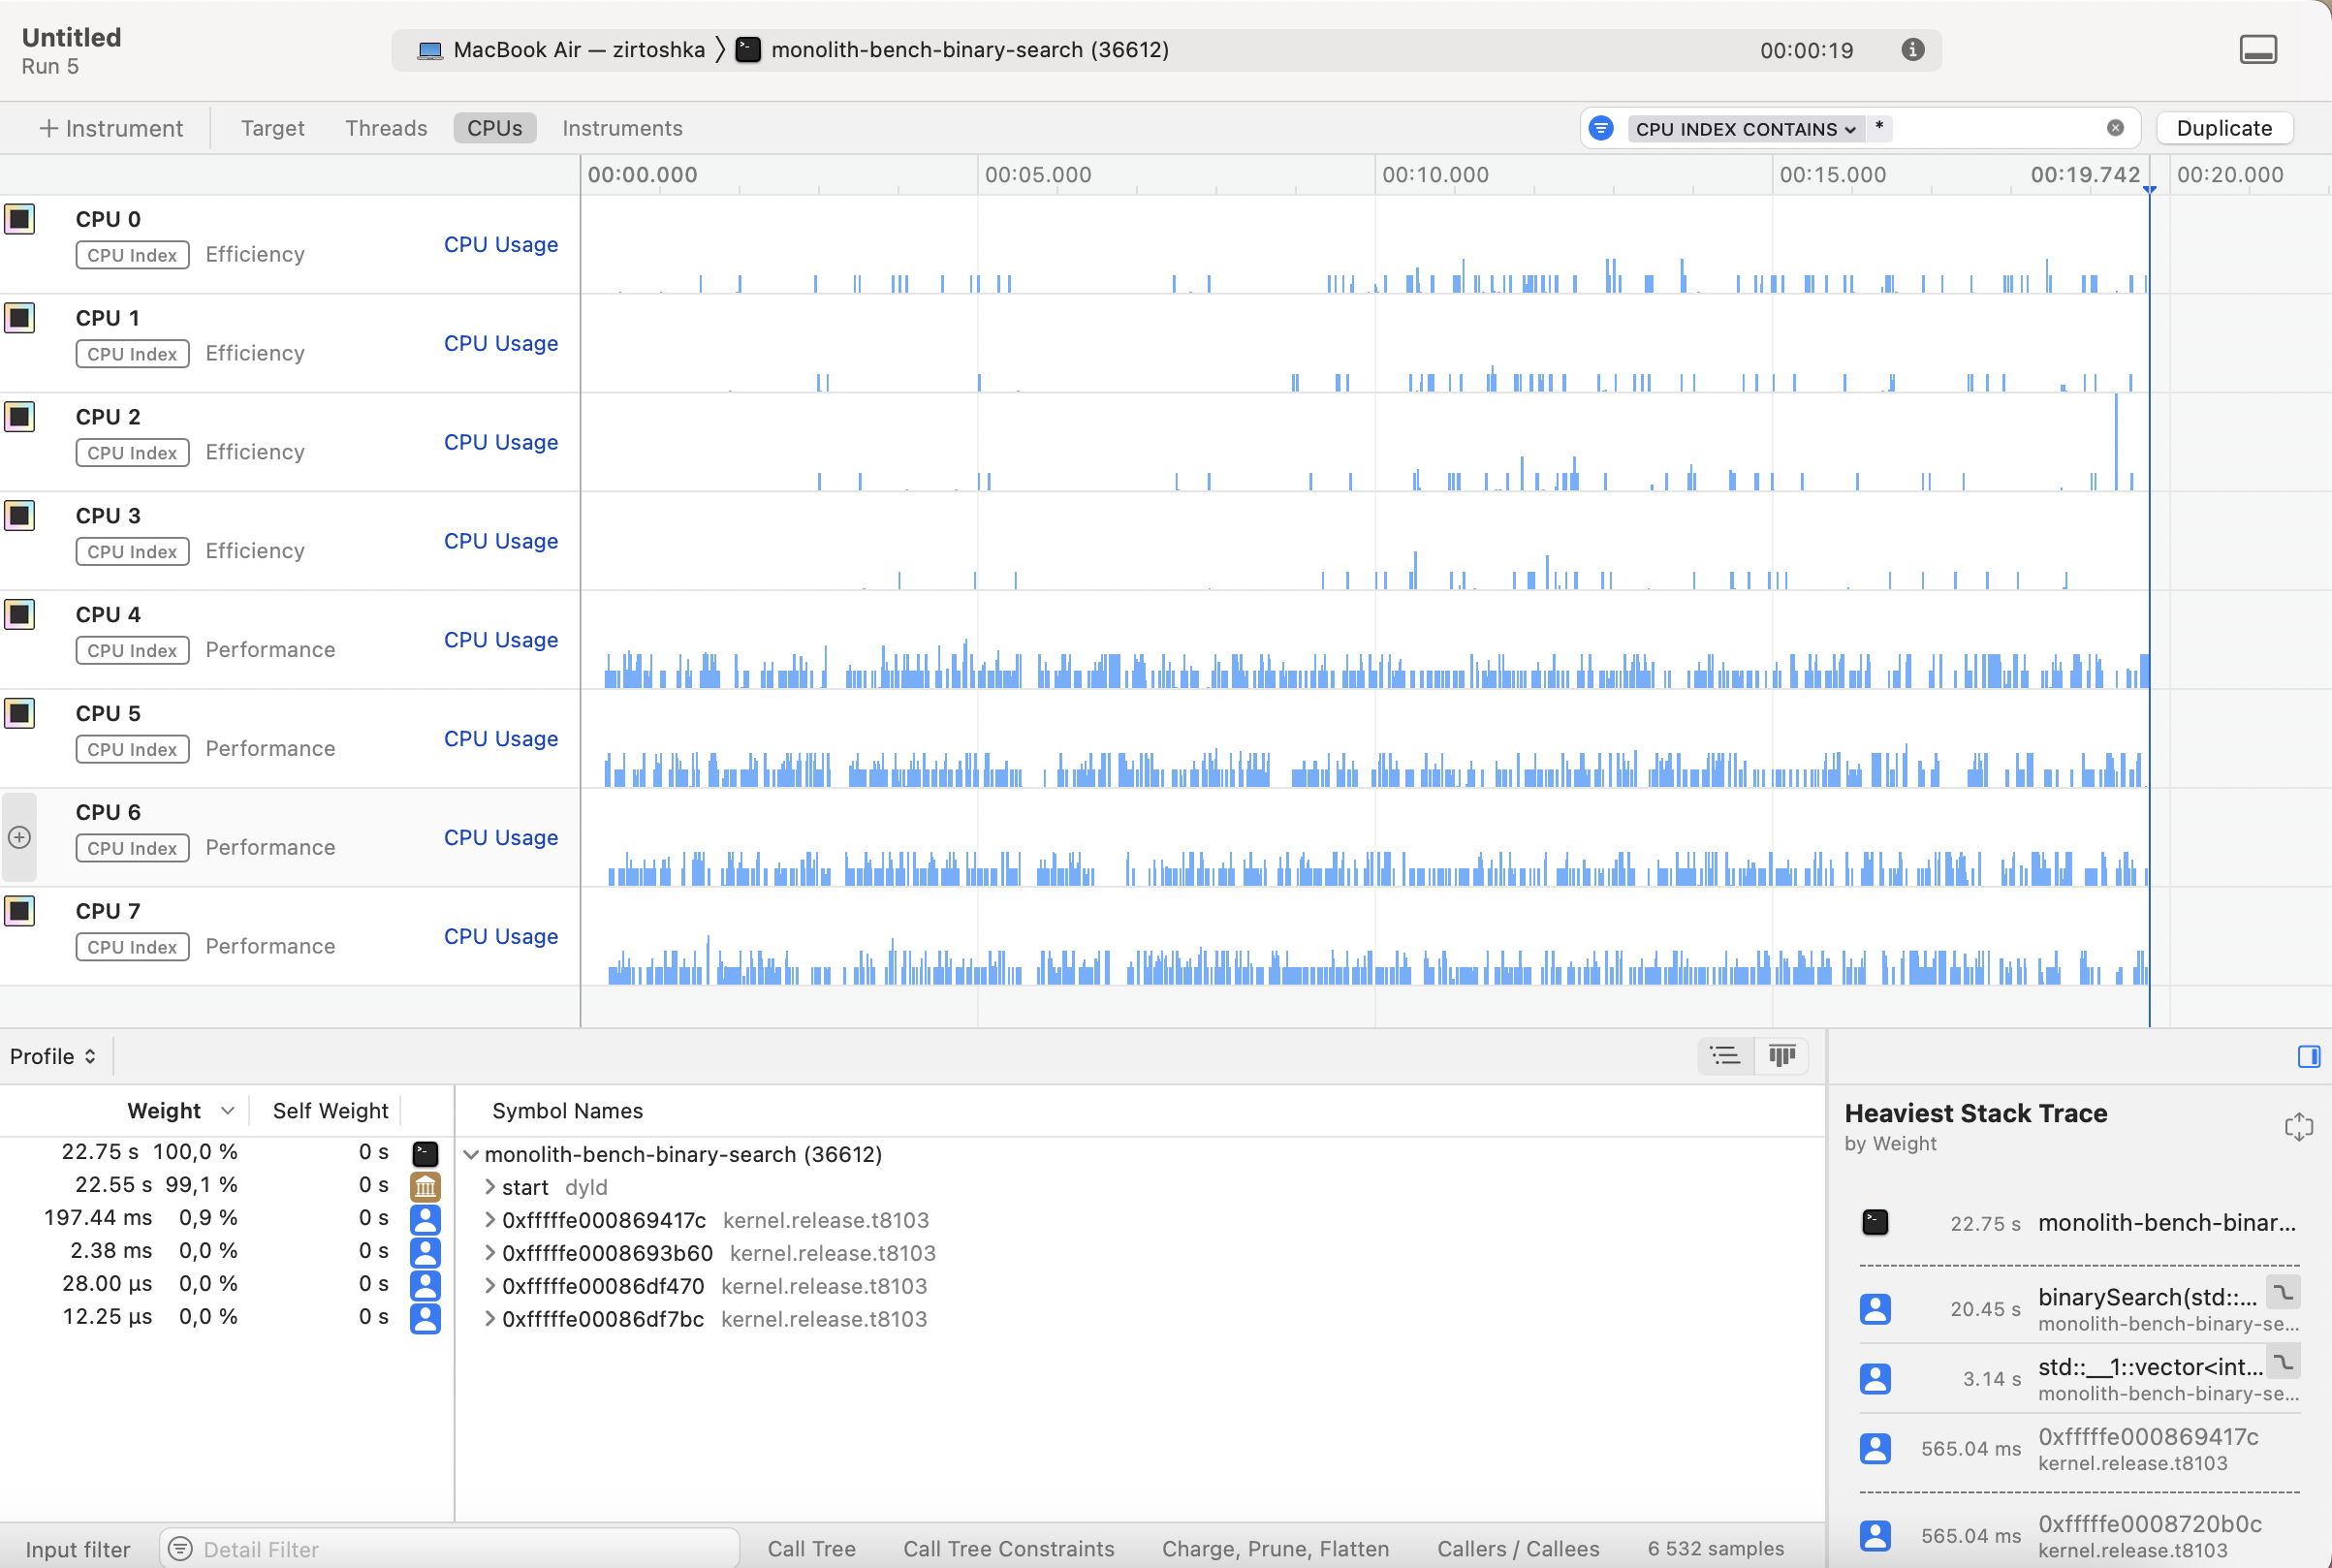 Untitled
Run 5
MacBook Air — zirtoshka 〉 monolith-bench-binary-search (36612)
00:00:19
+ Instrument
Target
Threads
CPUs
Instruments
CPU INDEX CONTAINS
*
Duplicate
00:00.000
00:05.000
00:10.000
00:15.000
00:19.742
00:20.000
CPU 0
CPU Index Efficiency
CPU Usage
CPU 1
CPU Index Efficiency
CPU Usage
CPU 2
CPU Index Efficiency
CPU Usage
CPU 3
CPU Index Efficiency
CPU Usage
CPU 4
CPU Index Performance
CPU Usage
CPU 5
CPU Index Performance
CPU Usage
CPU 6
CPU Index Performance
CPU Usage
CPU 7
CPU Index Performance
CPU Usage
Profile
Weight Self Weight Symbol Names
22.75 s 100,0 % 0 s monolith-bench-binary-search (36612)
22.55 s 99,1 % 0 s start dyld
197.44 ms 0,9 % 0 s 0xfffffe000869417c kernel.release.t8103
2.38 ms 0,0 % 0 s 0xfffffe0008693b60 kernel.release.t8103
28.00 µs 0,0 % 0 s 0xfffffe00086df470 kernel.release.t8103
12.25 µs 0,0 % 0 s 0xfffffe00086df7bc kernel.release.t8103
Heaviest Stack Trace
by Weight
22.75 s monolith-bench-binar...
20.45 s binarySearch(std::...
monolith-bench-binary-se...
3.14 s std::__1::vector<int...
monolith-bench-binary-se...
565.04 ms 0xfffffe000869417c
kernel.release.t8103
565.04 ms 0xfffffe0008720b0c
kernel.release.t8103
Input filter
Detail Filter
Call Tree
Call Tree Constraints
Charge, Prune, Flatten
Callers / Callees
6 532 samples